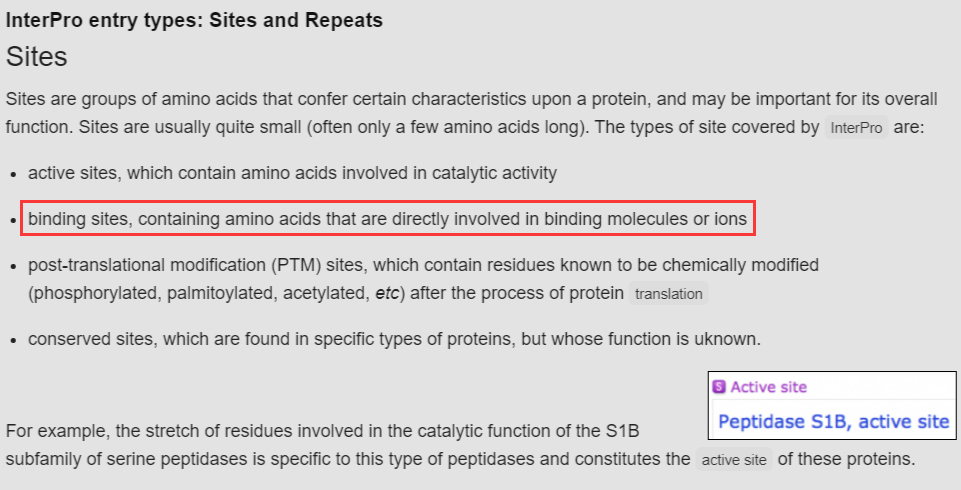 InterPro entry types: Sites and Repeats
Sites
Sites are groups of amino acids that confer certain characteristics upon a protein, and may be important for its overall
function. Sites are usually quite small (often only a few amino acids long). The types of site covered by InterPro are:
• active sites, which contain amino acids involved in catalytic activity
• binding sites, containing amino acids that are directly involved in binding molecules or ions
• post-translational modification (PTM) sites, which contain residues known to be chemically modified
(phosphorylated, palmitoylated, acetylated, etc) after the process of protein translation
• conserved sites, which are found in specific types of proteins, but whose function is uknown.
S Active site
Peptidase S1B, active site
For example, the stretch of residues involved in the catalytic function of the S1B
subfamily of serine peptidases is specific to this type of peptidases and constitutes the active site of these proteins.